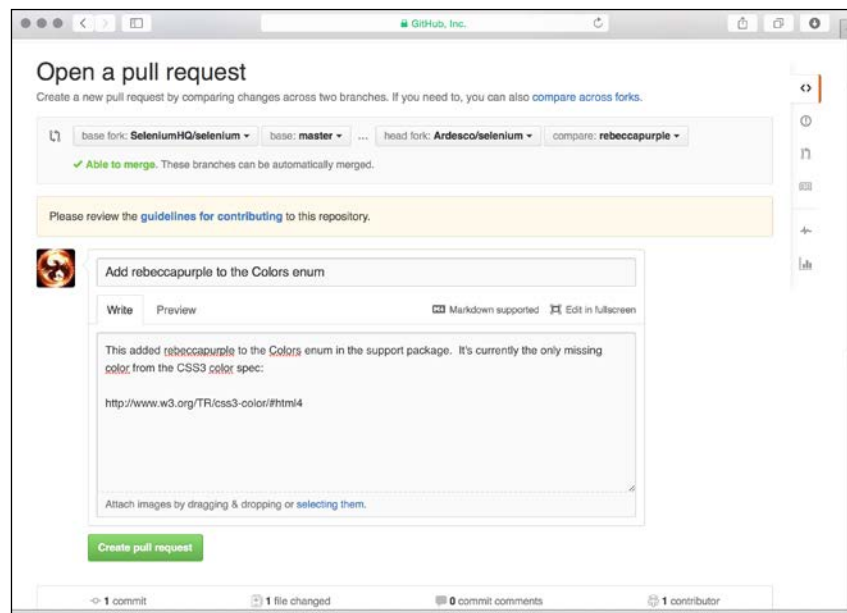 GitHub, Inc.
Open a pull request
Create a new pull request by comparing changes across two branches. If you need to, you can also compare across forks.
base fork: SeleniumHQ/selenium
base: master
...
head fork: Ardesco/selenium
compare: rebeccapurple
Able to merge. These branches can be automatically merged.
Please review the guidelines for contributing to this repository.
Add rebeccapurple to the Colors enum
Write
Preview
Markdown supported
Edit in fullscreen
This added rebeccapurple to the Colors enum in the support package. It's currently the only missing
color from the CSS3 color spec:
http://www.w3.org/TR/css3-color/#html4
Attach images by dragging & dropping or selecting them.
Create pull request
1 commit
1 file changed
0 commit comments
1 contributor